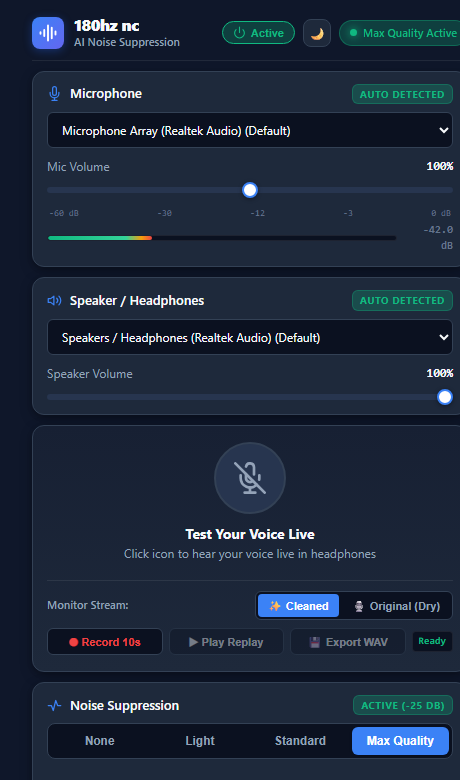 180hz nc
AI Noise Suppression
Active
Max Quality Active
Microphone
AUTO DETECTED
Microphone Array (Realtek Audio) (Default)
Mic Volume
100%
-60 dB -30 -12 -3 0 dB
-42.0
dB
Speaker / Headphones
AUTO DETECTED
Speakers / Headphones (Realtek Audio) (Default)
Speaker Volume
100%
Test Your Voice Live
Click icon to hear your voice live in headphones
Monitor Stream:
Cleaned
Original (Dry)
Record 10s
Play Replay
Export WAV
Ready
Noise Suppression
ACTIVE (-25 DB)
None
Light
Standard
Max Quality